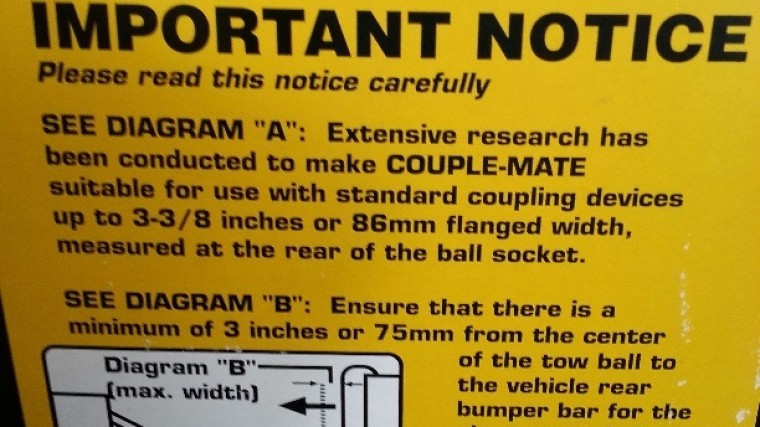 IMPORTANT NOTICE
Please read this notice carefully
SEE DIAGRAM "A": Extensive research has
been conducted to make COUPLE-MATE
suitable for use with standard coupling devices
up to 3-3/8 inches or 86mm flanged width,
measured at the rear of the ball socket.
SEE DIAGRAM "B": Ensure that there is a
minimum of 3 inches or 75mm from the center
of the tow ball to
the vehicle rear
bumper bar for the
Diagram "B"
(max. width)